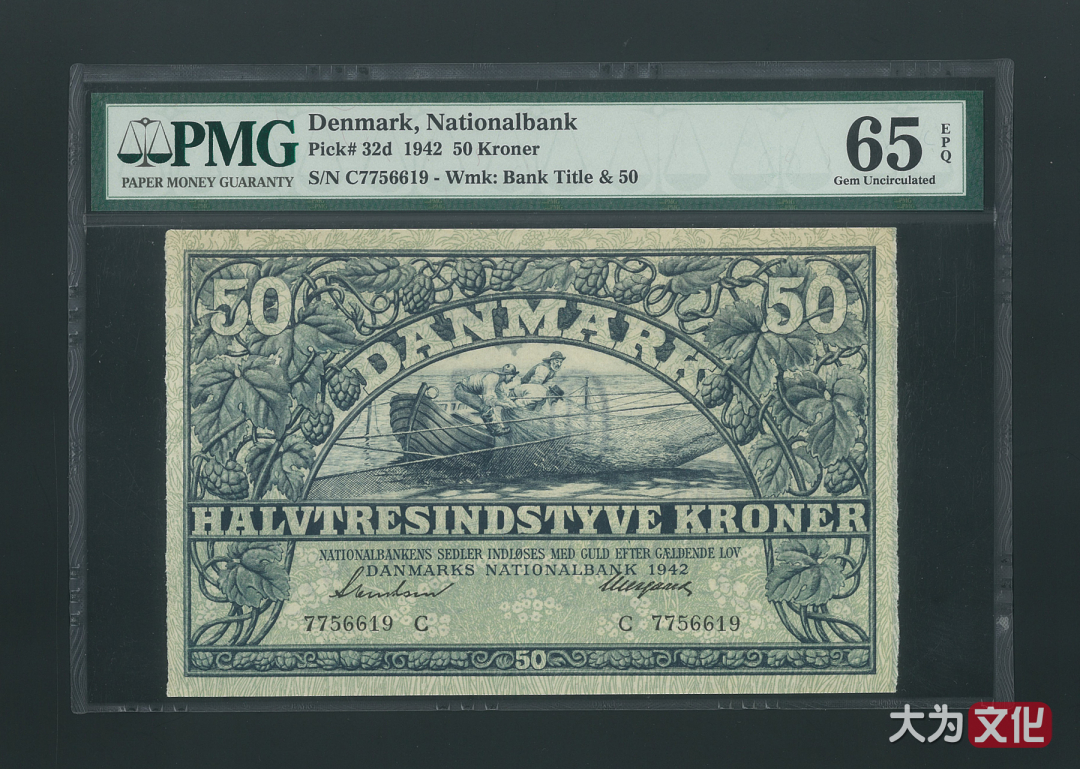 PMG
PAPER MONEY GUARANTY
Denmark, Nationalbank
Pick# 32d 1942 50 Kroner
S/N C7756619 - Wmk: Bank Title & 50
65 EPQ
Gem Uncirculated
50 50
DANMARK
HALVTRESINDSTYVE KRONER
NATIONALBANKENS SEDLER INDLØSES MED GULD EFTER GÆLDENDE LOV
DANMARKS NATIONALBANK 1942
7756619 C C 7756619
50
大为文化